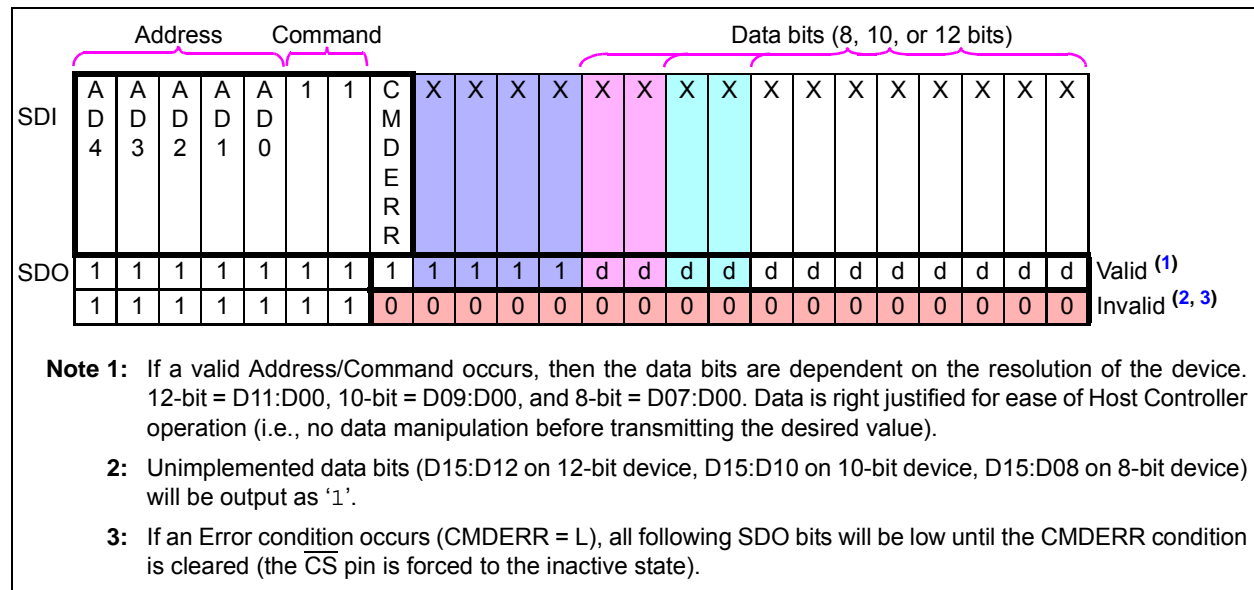 Address Command Data bits (8, 10, or 12 bits)
SDI AD4 AD3 AD2 AD1 AD0 1 1 CMDERR X X X X X X X X X X X X X X X X
SDO 1 1 1 1 1 1 1 1 1 1 1 1 d d d d d d d d d d d d Valid (1)
1 1 1 1 1 1 1 0 0 0 0 0 0 0 0 0 0 0 0 0 0 0 0 0 Invalid (2, 3)
Note 1: If a valid Address/Command occurs, then the data bits are dependent on the resolution of the device.
12-bit = D11:D00, 10-bit = D09:D00, and 8-bit = D07:D00. Data is right justified for ease of Host Controller
operation (i.e., no data manipulation before transmitting the desired value).
2: Unimplemented data bits (D15:D12 on 12-bit device, D15:D10 on 10-bit device, D15:D08 on 8-bit device)
will be output as ‘1’.
3: If an Error condition occurs (CMDERR = L), all following SDO bits will be low until the CMDERR condition
is cleared (the CS pin is forced to the inactive state).